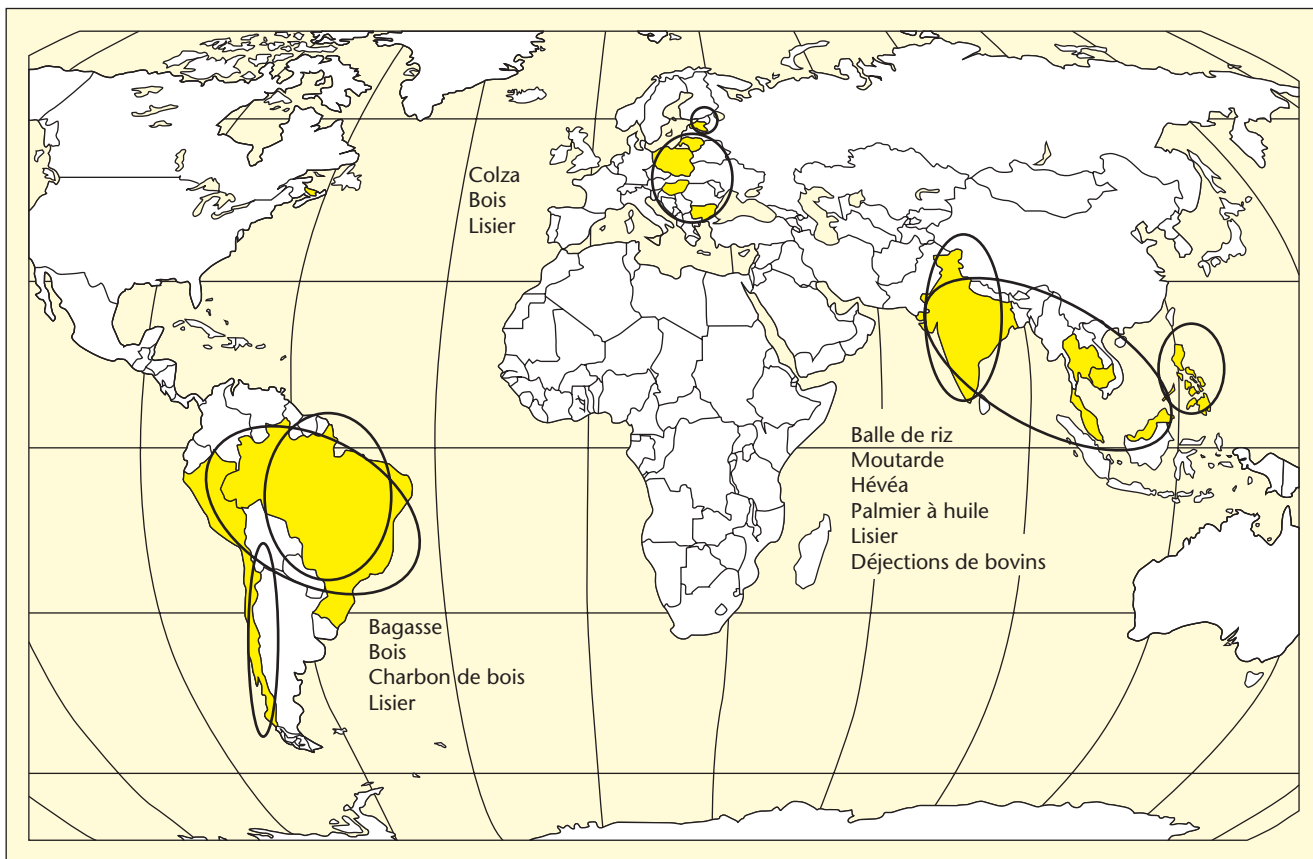 Colza
Bois
Lisier
Balle de riz
Moutarde
Hévéa
Palmier à huile
Lisier
Déjections de bovins
Bagasse
Bois
Charbon de bois
Lisier